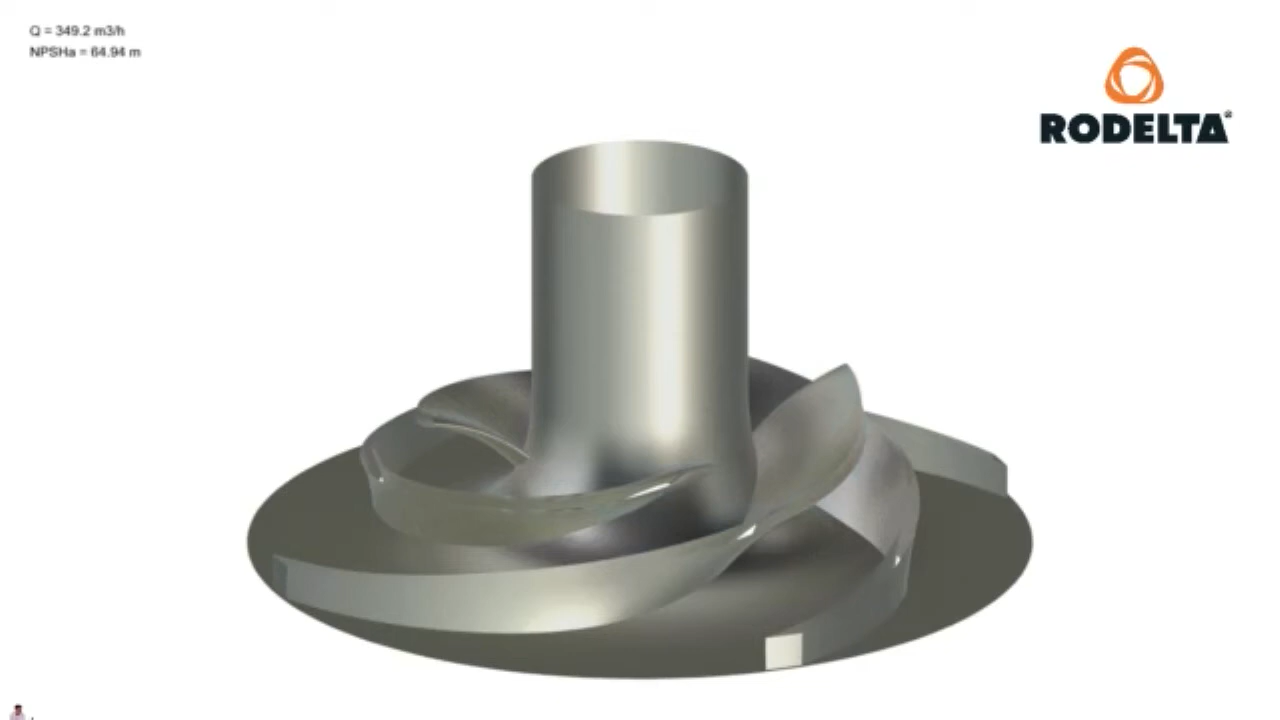 Q = 349.2 m3/h
NPSHa = 64.94 m
RODELTA®